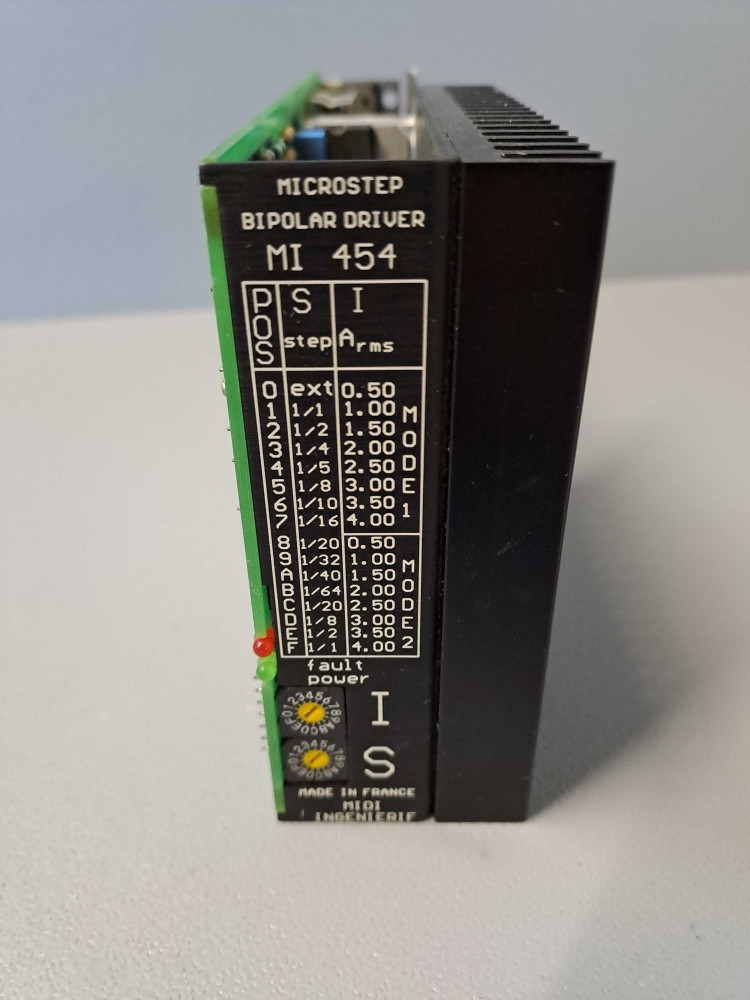 MICROSTEP
BIPOLAR DRIVER
MI 454
POS S I
step Arms
0 ext 0.50
1 1/1 1.00
2 1/2 1.50
3 1/4 2.00
4 1/5 2.50
5 1/8 3.00
6 1/10 3.50
7 1/16 4.00
MODE 1
8 1/20 0.50
9 1/32 1.00
A 1/40 1.50
B 1/64 2.00
C 1/20 2.50
D 1/8 3.00
E 1/2 3.50
F 1/1 4.00
MODE 2
fault
power
0123456789ABCDEF
I
0123456789ABCDEF
S
MADE IN FRANCE
MIDI
INGENIERIE